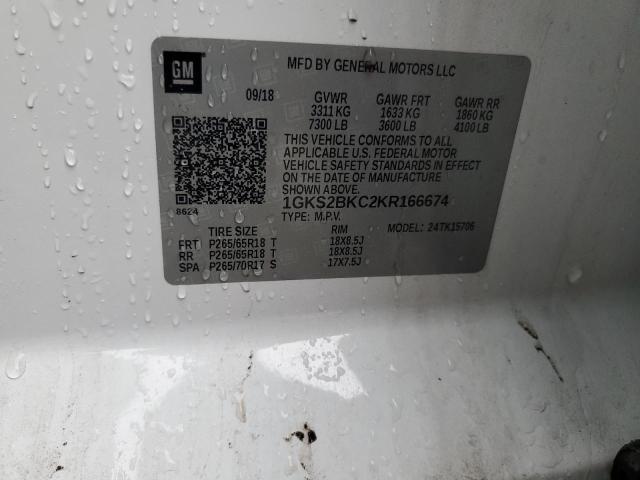 GM
MFD BY GENERAL MOTORS LLC
09/18 GVWR GAWR FRT GAWR RR
3311 KG 1633 KG 1860 KG
7300 LB 3600 LB 4100 LB
THIS VEHICLE CONFORMS TO ALL
APPLICABLE U.S. FEDERAL MOTOR
VEHICLE SAFETY STANDARDS IN EFFECT
ON THE DATE OF MANUFACTURE
SHOWN ABOVE.
8624 1GKS2BKC2KR166674
TYPE: M.P.V. MODEL: 24TK15706
TIRE SIZE RIM
FRT P265/65R18 T 18X8.5J
RR P265/65R18 T 18X8.5J
SPA P265/70R17 S 17X7.5J